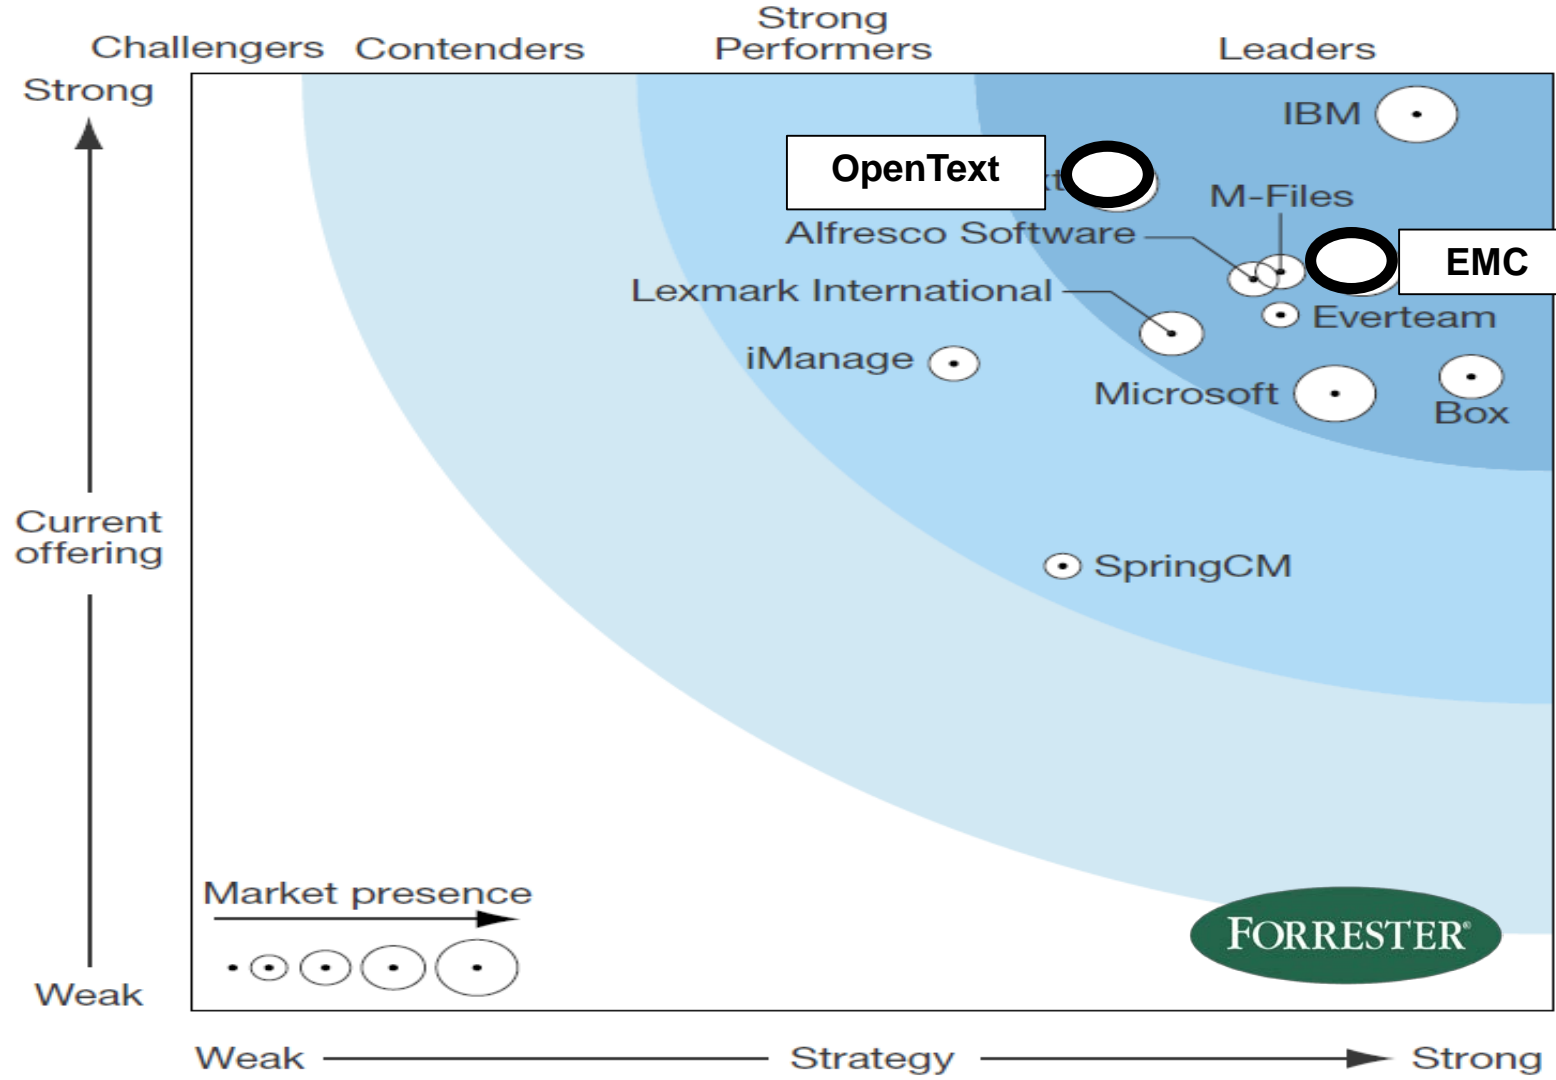 Challengers Contenders Strong Performers Leaders
Strong
IBM
OpenText
xt
M-Files
Alfresco Software
EMC
Lexmark International
Everteam
iManage
Microsoft
Box
Current
offering
SpringCM
Market presence
FORRESTER®
Weak
Weak Strategy Strong